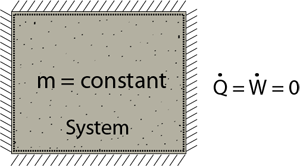 m = constant
Q̇ = Ẇ = 0
System